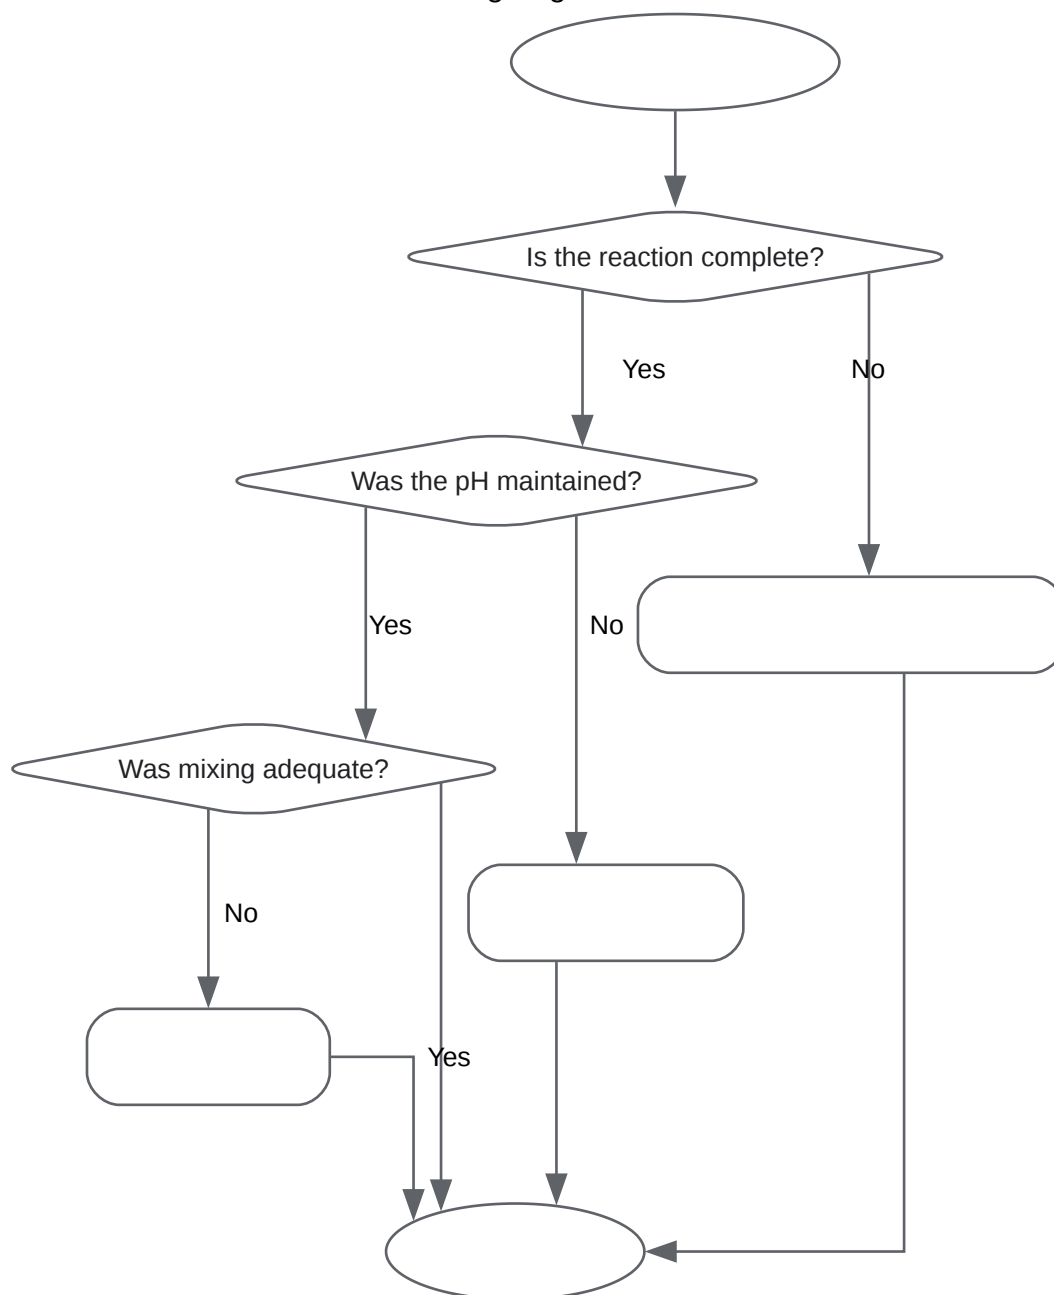 Is the reaction complete?
Yes
No
Was the pH maintained?
Yes
No
Was mixing adequate?
No
Yes